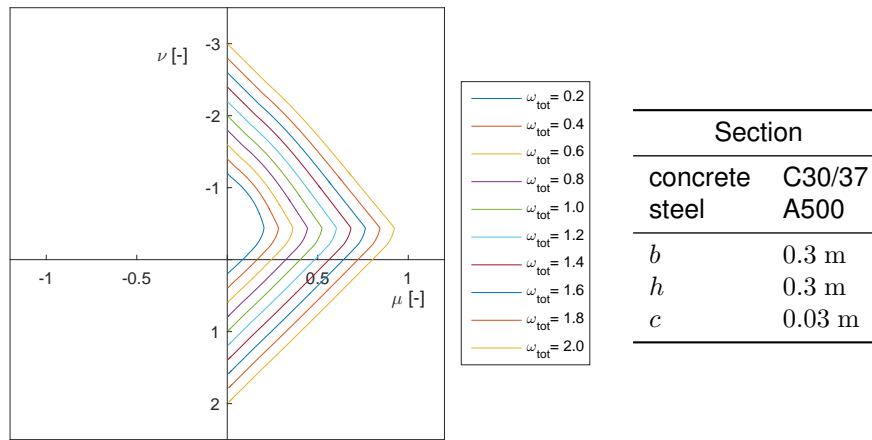 -3
ν [-]
-2
-1
-1
-0.5
0
0.5
1
μ [-]
1
2
ω_tot= 0.2
ω_tot= 0.4
ω_tot= 0.6
ω_tot= 0.8
ω_tot= 1.0
ω_tot= 1.2
ω_tot= 1.4
ω_tot= 1.6
ω_tot= 1.8
ω_tot= 2.0
Section
concrete C30/37
steel A500
b 0.3 m
h 0.3 m
c 0.03 m